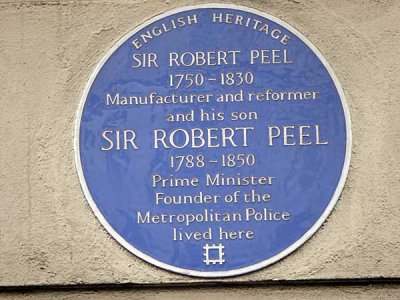 ENGLISH HERITAGE
SIR ROBERT PEEL
1750~1830
Manufacturer and reformer
and his son
SIR ROBERT PEEL
1788~1850
Prime Minister
Founder of the
Metropolitan Police
lived here